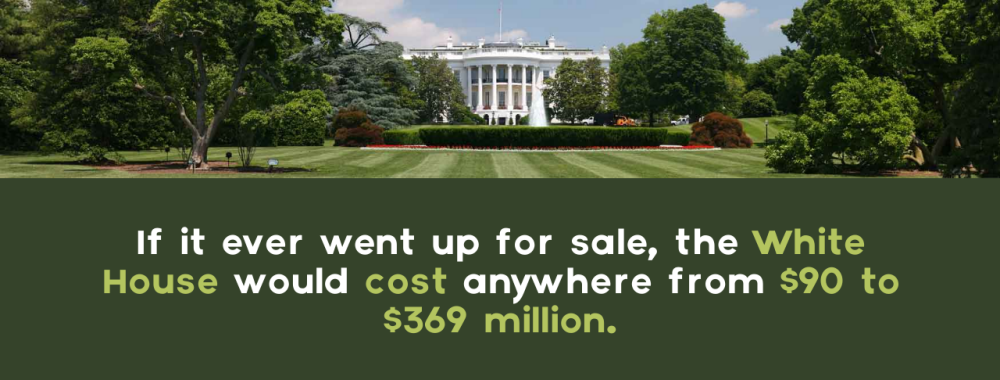 If it ever went up for sale, the White
House would cost anywhere from $90 to
$369 million.